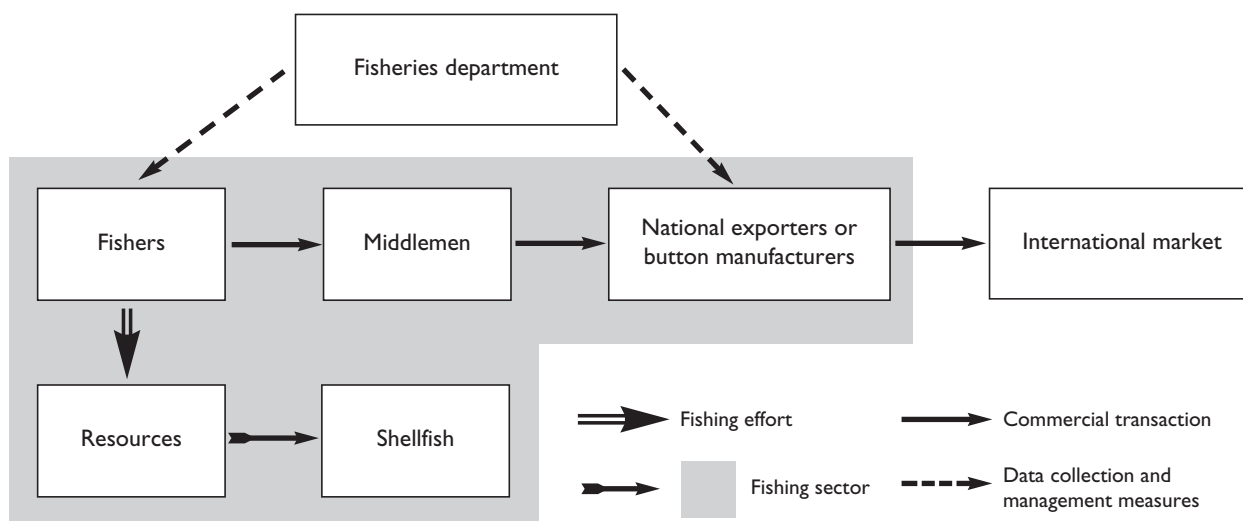 Fisheries department
Fishers
Middlemen
National exporters or
button manufacturers
International market
Resources
Shellfish
Fishing effort
Commercial transaction
Fishing sector
Data collection and
management measures